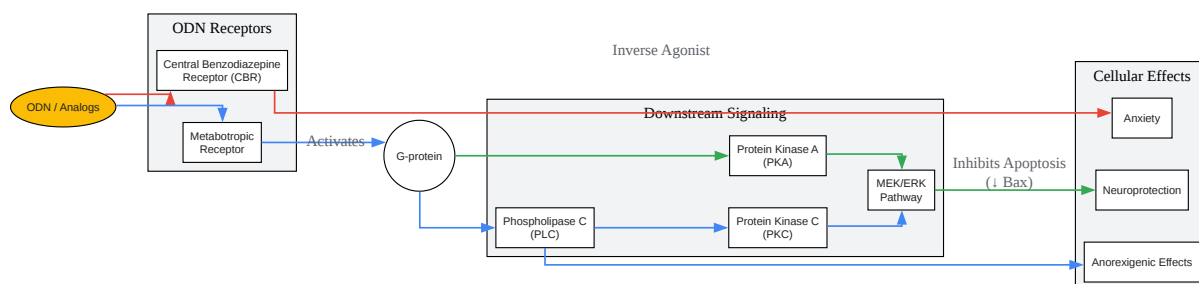 ODN Receptors
Central Benzodiazepine
Receptor (CBR)
ODN / Analogs
Metabotropic
Receptor
Activates
G-protein
Inverse Agonist
Downstream Signaling
Protein Kinase A
(PKA)
MEK/ERK
Pathway
Phospholipase C
(PLC)
Protein Kinase C
(PKC)
Inhibits Apoptosis
(↓ Bax)
Cellular Effects
Anxiety
Neuroprotection
Anorexigenic Effects